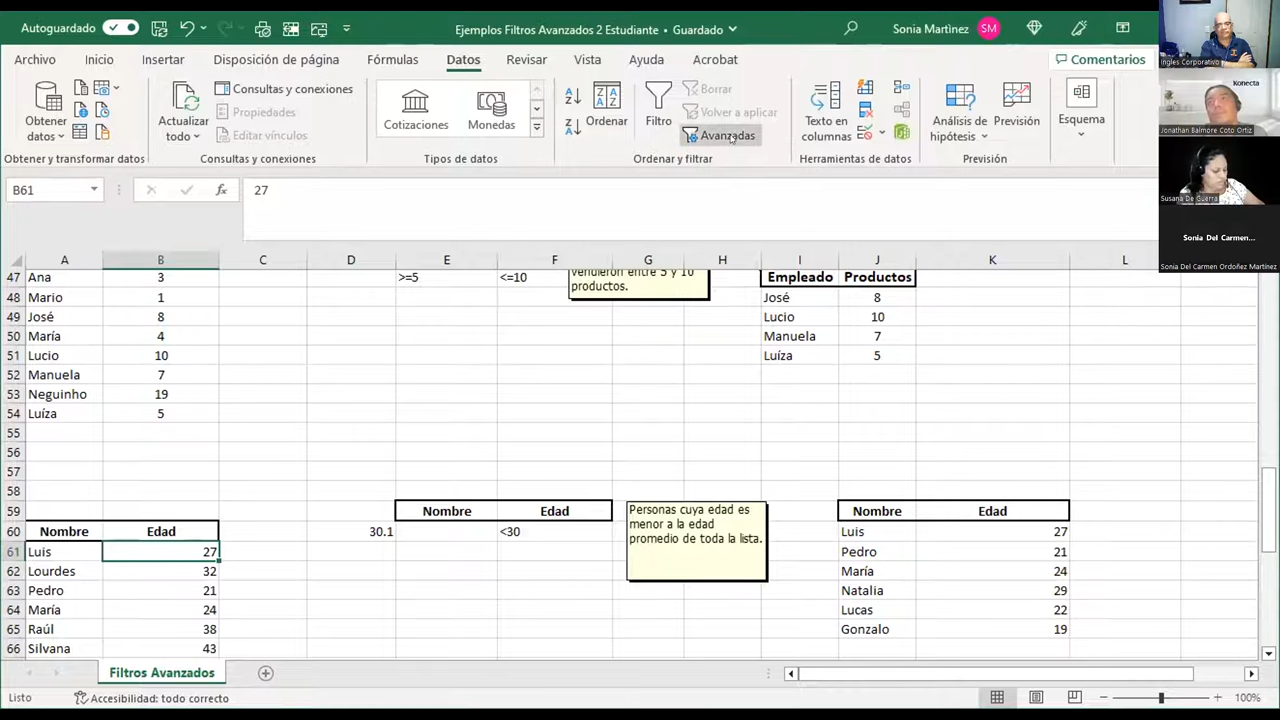 Autoguardado
Ejemplos Filtros Avanzados 2 Estudiante • Guardado
Sonia Martìnez
SM
Archivo Inicio Insertar Disposición de página Fórmulas Datos Revisar Vista Ayuda Acrobat
Comentarios
Obtener datos
Obtener y transformar datos
Actualizar todo
Consultas y conexiones
Propiedades
Editar vínculos
Consultas y conexiones
Cotizaciones
Monedas
Tipos de datos
Ordenar
Filtro
Borrar
Volver a aplicar
Avanzadas
Ordenar y filtrar
Texto en columnas
Herramientas de datos
Análisis de hipótesis
Previsión
Previsión
Esquema
Ingles Corporativo
Konecta
Jonathan Balmore Coto Ortiz
Susana De Guerra
Sonia Del Carmen...
Sonia Del Carmen Ordoñez Martinez
B61
fx
27
A B C D E F G H I J K L
47 Ana 3 >=5 <=10 vendieron entre 5 y 10 Empleado Productos
productos.
48 Mario 1 José 8
49 José 8 Lucio 10
50 María 4 Manuela 7
51 Lucio 10 Luíza 5
52 Manuela 7
53 Neguinho 19
54 Luíza 5
55
56
57
58
59 Nombre Edad Personas cuya edad es Nombre Edad
menor a la edad
promedio de toda la lista.
60 Nombre Edad 30.1 <30 Luis 27
61 Luis 27 Pedro 21
62 Lourdes 32 María 24
63 Pedro 21 Natalia 29
64 María 24 Lucas 22
65 Raúl 38 Gonzalo 19
66 Silvana 43
Filtros Avanzados
Listo
Accesibilidad: todo correcto
100%